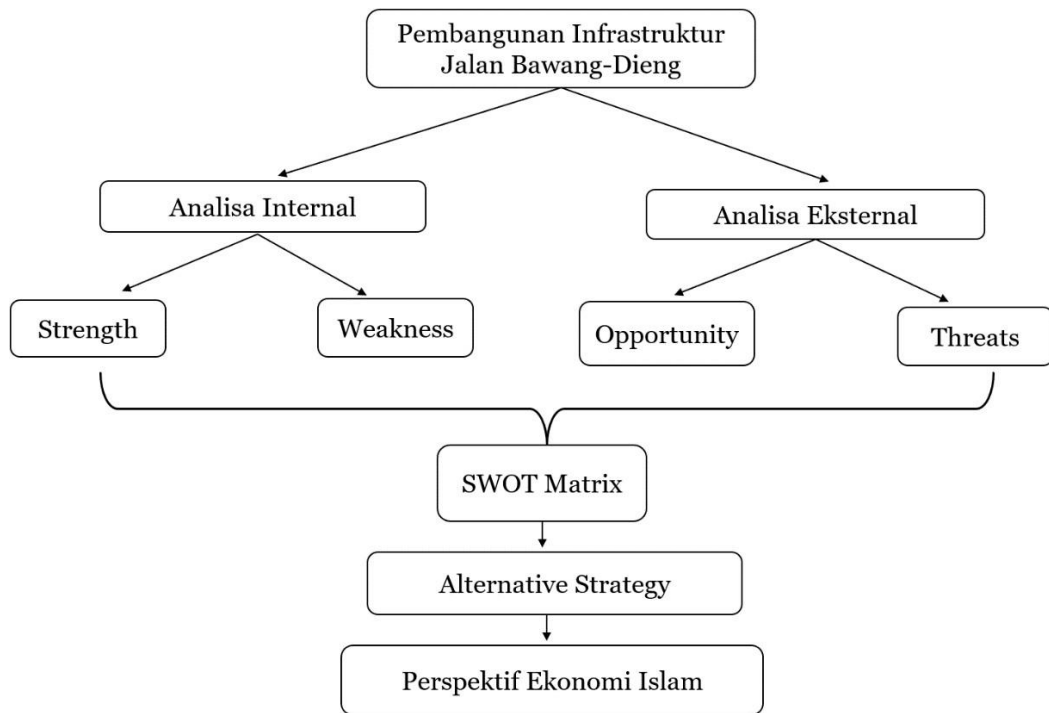 Pembangunan Infrastruktur
Jalan Bawang-Dieng
Analisa Internal
Analisa Eksternal
Strength
Weakness
Opportunity
Threats
SWOT Matrix
Alternative Strategy
Perspektif Ekonomi Islam